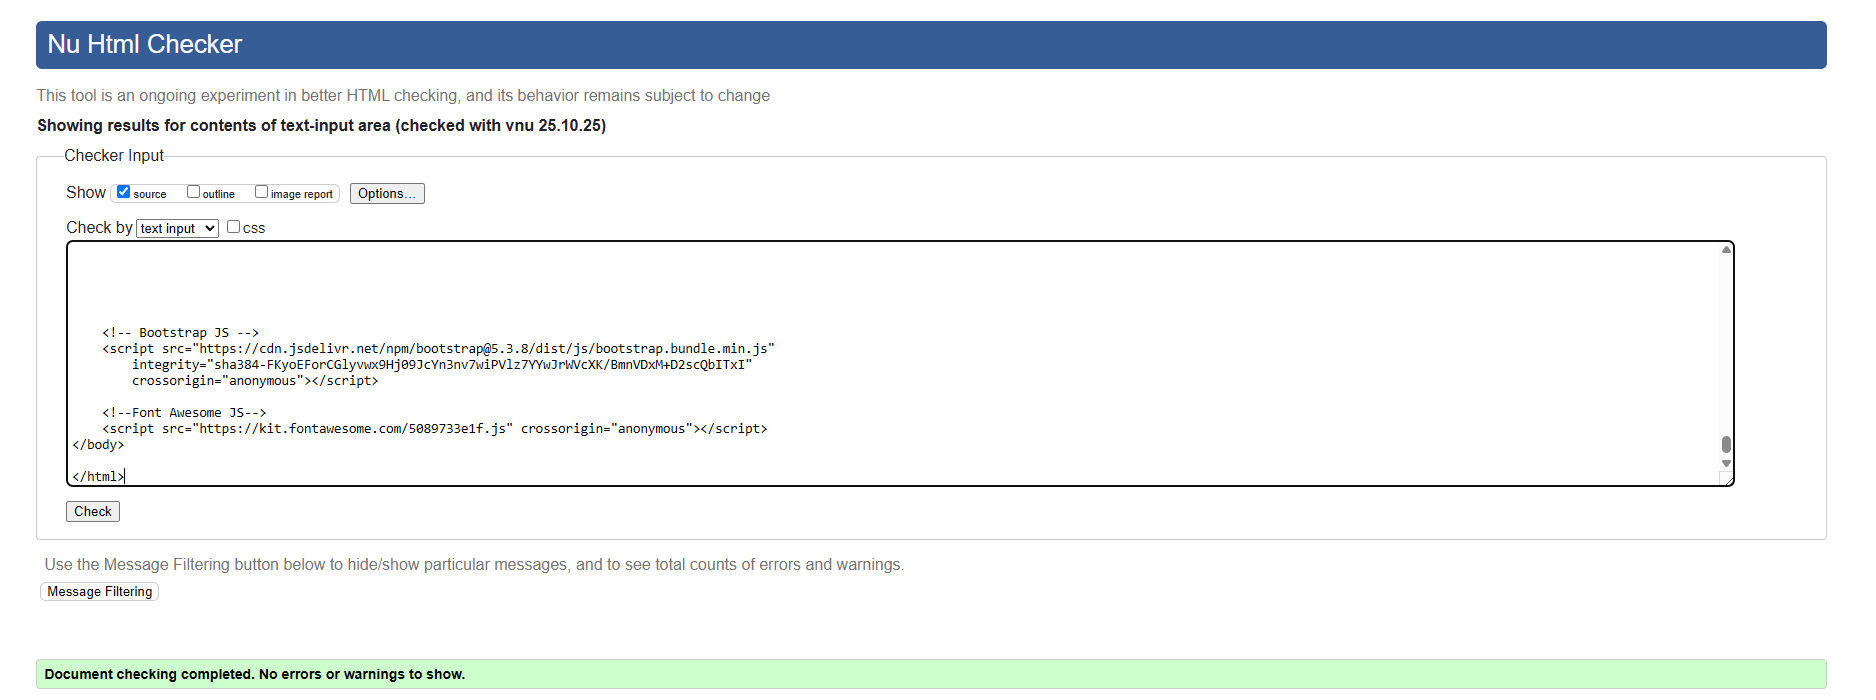 Nu Html Checker
This tool is an ongoing experiment in better HTML checking, and its behavior remains subject to change
Showing results for contents of text-input area (checked with vnu 25.10.25)
Checker Input
Show source outline image report Options...
Check by text input css
<!-- Bootstrap JS -->
<script src="https://cdn.jsdelivr.net/npm/bootstrap@5.3.8/dist/js/bootstrap.bundle.min.js"
integrity="sha384-FKyoEForCGlyvwx9Hj09JcYn3nv7wiPVlz7YYwJrWVcXK/BmnVDxM+D2scQbITxI"
crossorigin="anonymous"></script>
<!--Font Awesome JS-->
<script src="https://kit.fontawesome.com/5089733e1f.js" crossorigin="anonymous"></script>
</body>
</html>
Check
Use the Message Filtering button below to hide/show particular messages, and to see total counts of errors and warnings.
Message Filtering
Document checking completed. No errors or warnings to show.